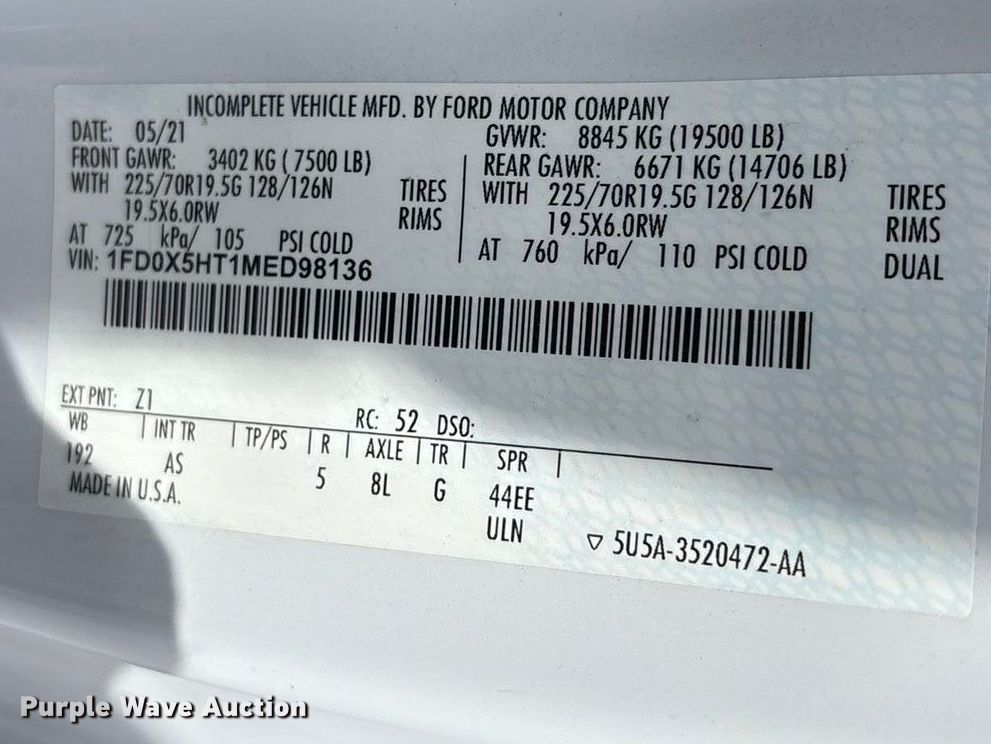 INCOMPLETE VEHICLE MFD. BY FORD MOTOR COMPANY
DATE: 05/21 GVWR: 8845 KG (19500 LB)
FRONT GAWR: 3402 KG ( 7500 LB) REAR GAWR: 6671 KG (14706 LB)
WITH 225/70R19.5G 128/126N TIRES WITH 225/70R19.5G 128/126N TIRES
19.5X6.0RW RIMS 19.5X6.0RW RIMS
AT 725 kPa/ 105 PSI COLD AT 760 kPa/ 110 PSI COLD DUAL
VIN: 1FD0X5HT1MED98136
EXT PNT: Z1 RC: 52 DSO:
WB INT TR TP/PS R AXLE TR SPR
192 AS 5 8L G 44EE
MADE IN U.S.A. ULN
▽ 5U5A-3520472-AA
Purple Wave Auction